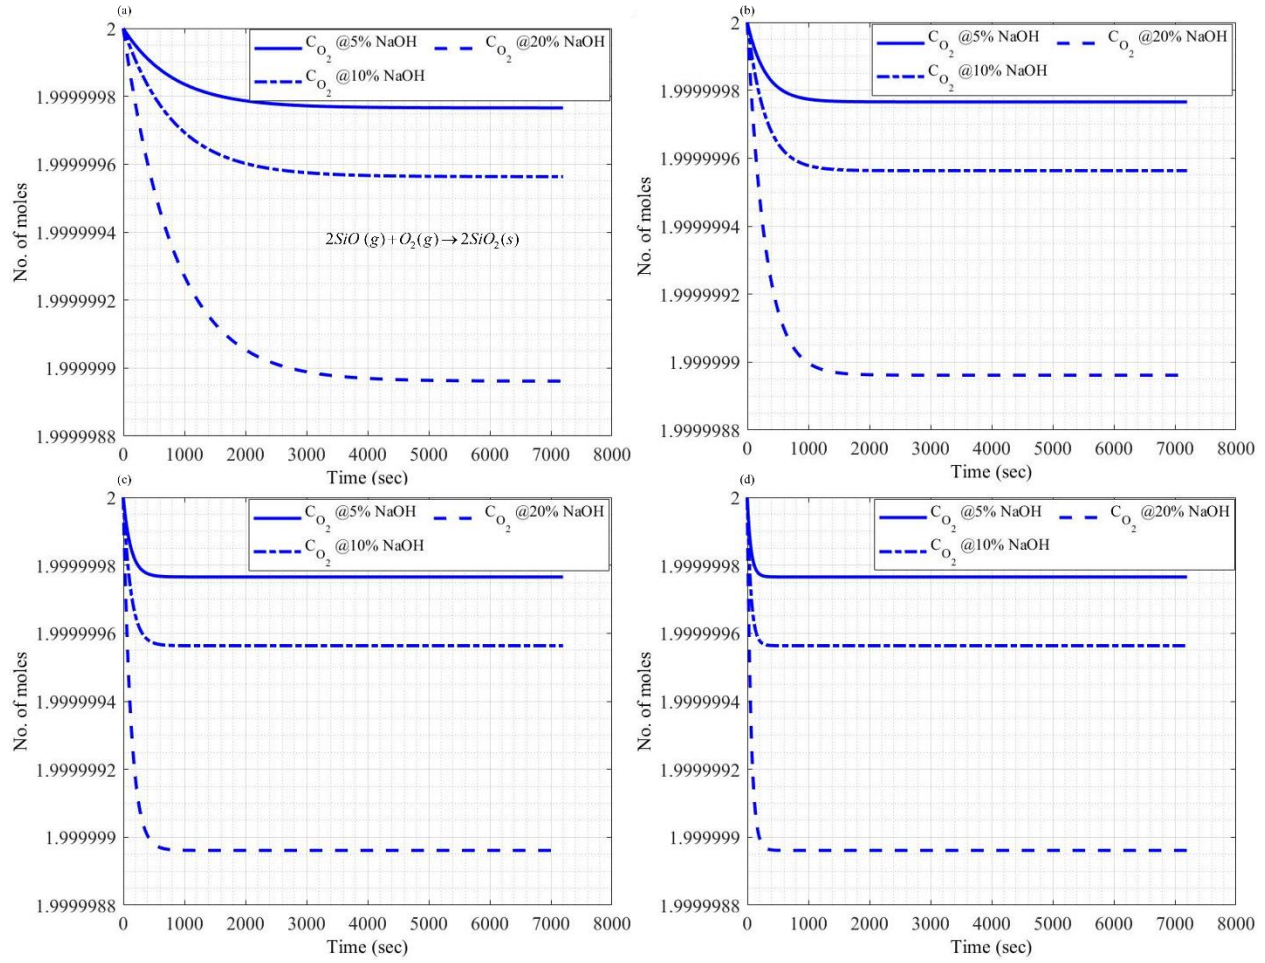 (a)
2
C O2 @5% NaOH
C O2 @20% NaOH
C O2 @10% NaOH
1.9999998
1.9999996
1.9999994
1.9999992
1.999999
1.9999988
No. of moles
2SiO (g)+O2(g)→2SiO2(s)
0 1000 2000 3000 4000 5000 6000 7000 8000
Time (sec)
(b)
2
C O2 @5% NaOH
C O2 @20% NaOH
C O2 @10% NaOH
1.9999998
1.9999996
1.9999994
1.9999992
1.999999
1.9999988
No. of moles
0 1000 2000 3000 4000 5000 6000 7000 8000
Time (sec)
(c)
2
C O2 @5% NaOH
C O2 @20% NaOH
C O2 @10% NaOH
1.9999998
1.9999996
1.9999994
1.9999992
1.999999
1.9999988
No. of moles
0 1000 2000 3000 4000 5000 6000 7000 8000
Time (sec)
(d)
2
C O2 @5% NaOH
C O2 @20% NaOH
C O2 @10% NaOH
1.9999998
1.9999996
1.9999994
1.9999992
1.999999
1.9999988
No. of moles
0 1000 2000 3000 4000 5000 6000 7000 8000
Time (sec)